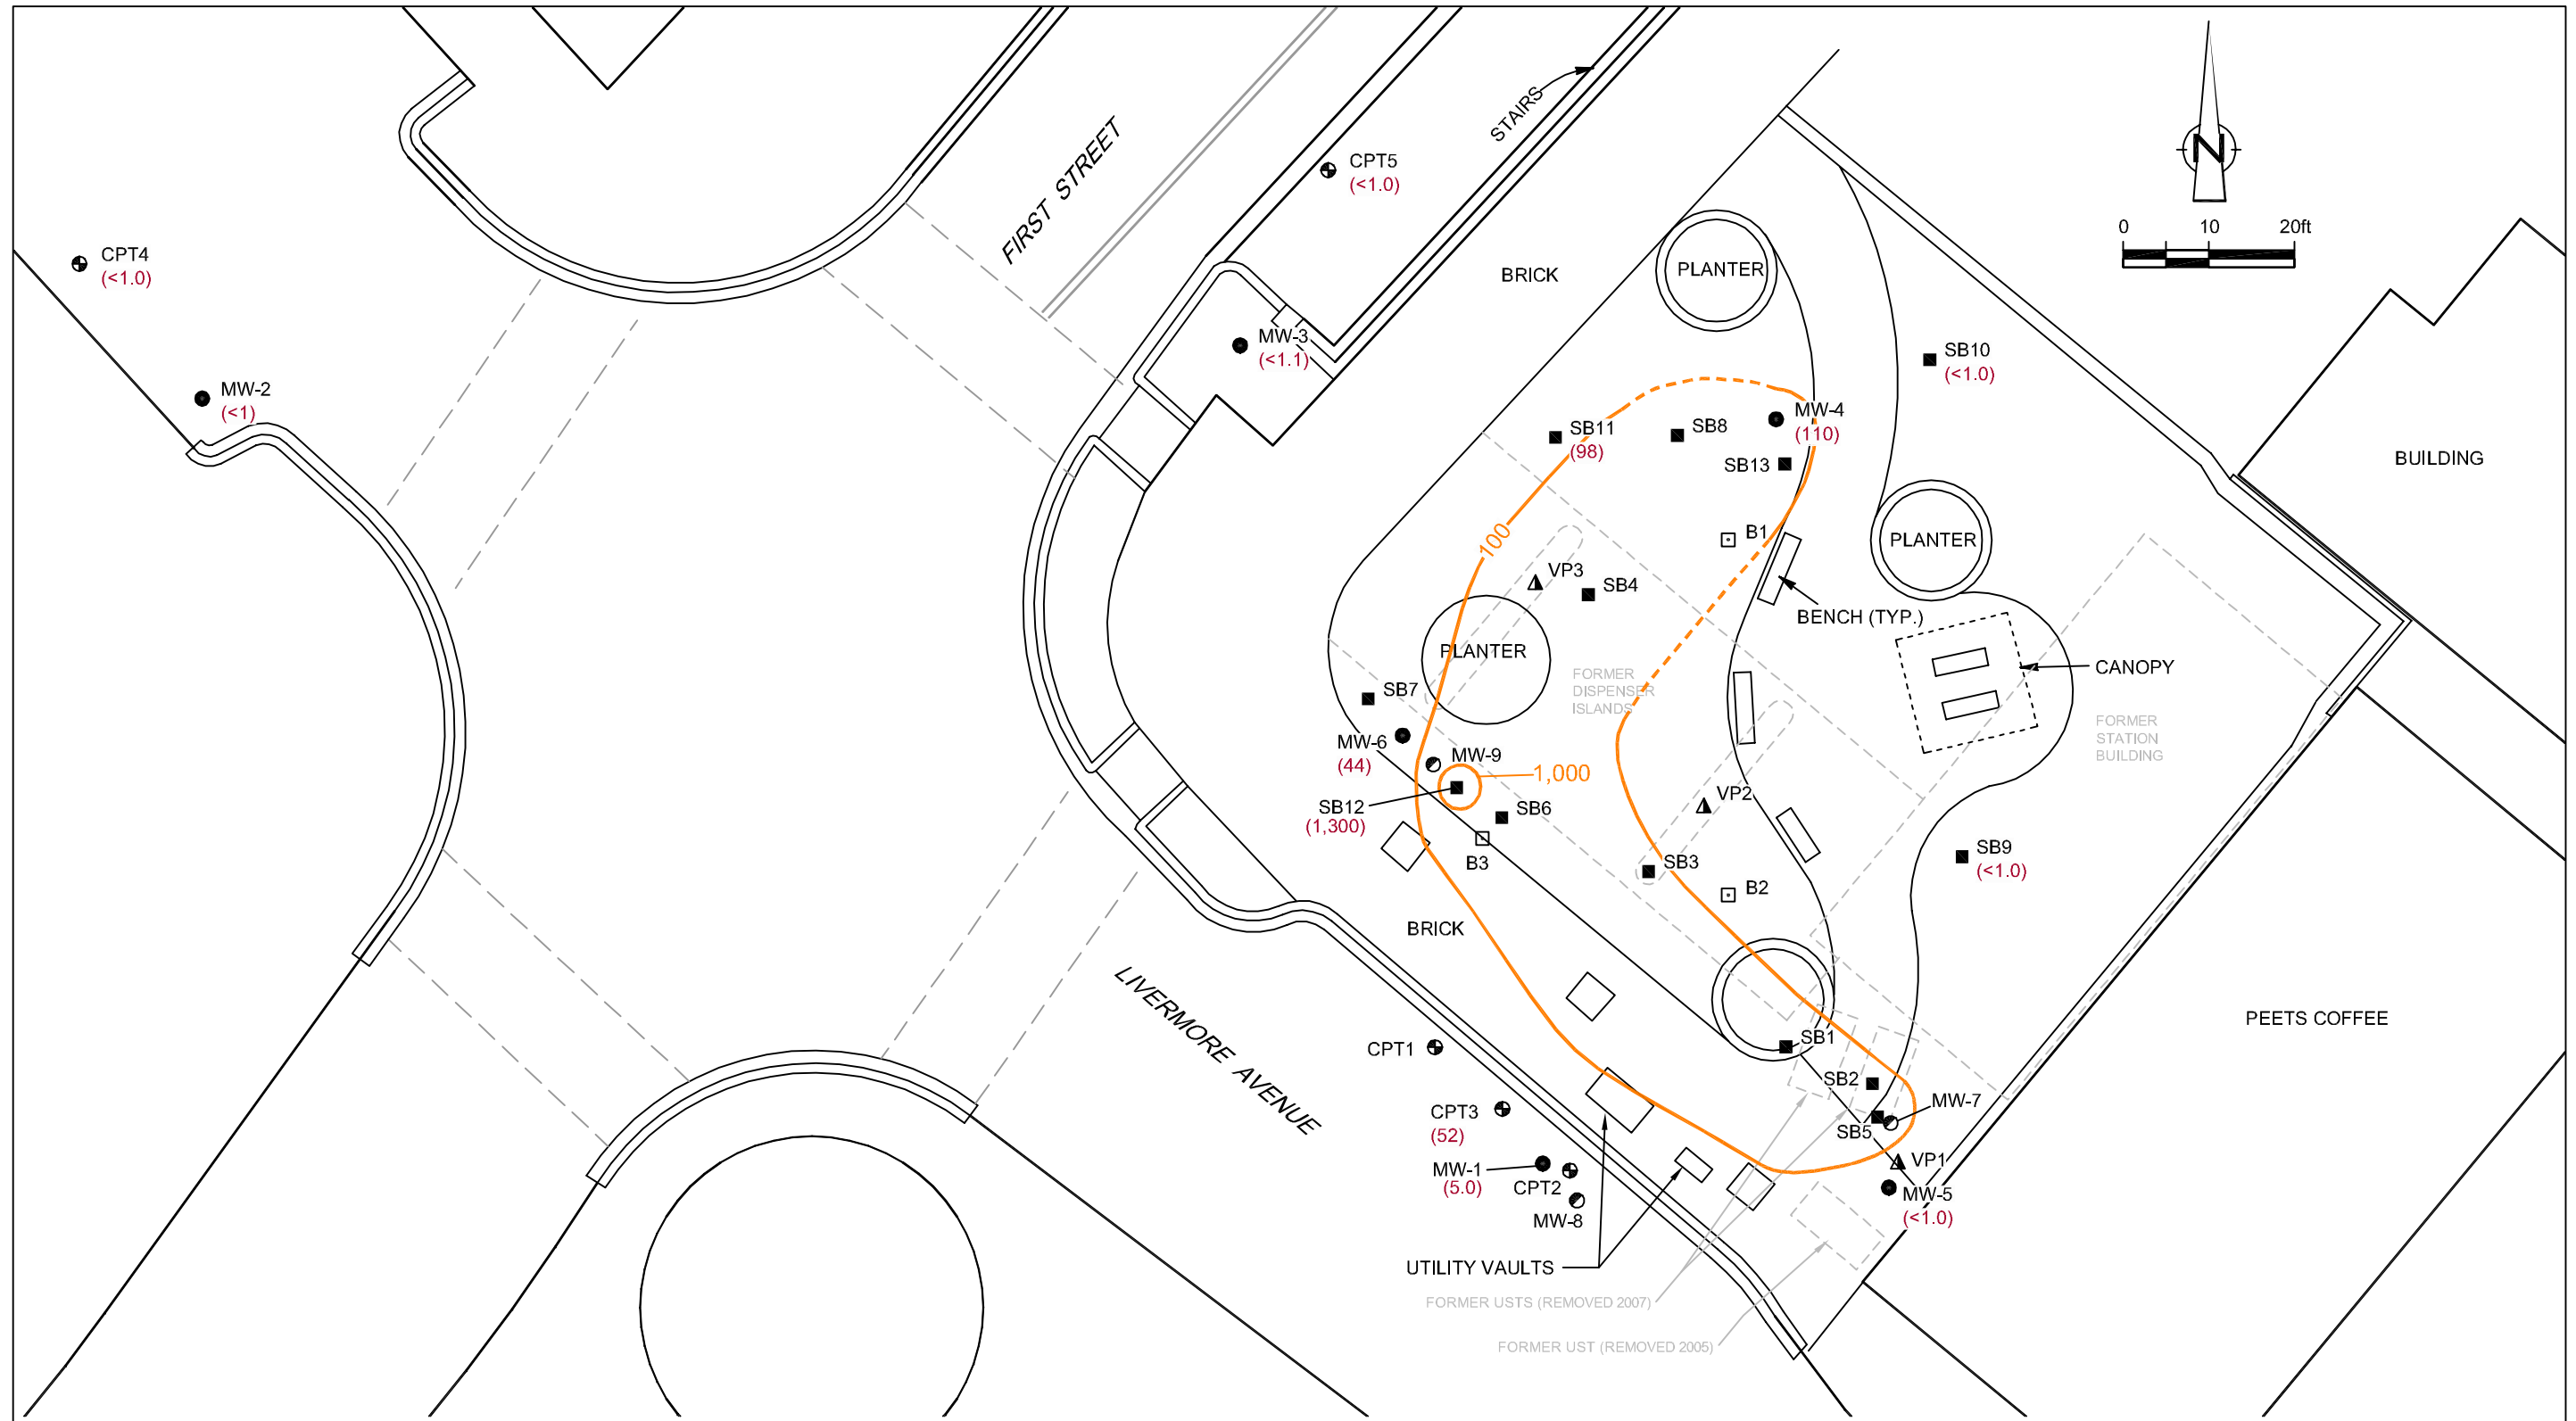 STAIRS
FIRST STREET
N
CPT5
(<1.0)
0 10 20ft
CPT4
(<1.0)
BRICK
PLANTER
MW-3
(<1.1)
SB10
(<1.0)
MW-2
(<1)
MW-4
(110)
SB11
(98)
SB8
SB13
BUILDING
100
B1
PLANTER
VP3
SB4
BENCH (TYP.)
PLANTER
CANOPY
FORMER
DISPENSER
ISLANDS
SB7
FORMER
STATION
BUILDING
MW-6
(44)
MW-9
1,000
SB12
(1,300)
SB6
VP2
B3
SB3
SB9
(<1.0)
B2
BRICK
LIVERMORE AVENUE
PEETS COFFEE
CPT1
SB1
SB2
MW-7
CPT3
(52)
SB5
MW-1
(5.0)
CPT2
VP1
MW-5
(<1.0)
MW-8
UTILITY VAULTS
FORMER USTS (REMOVED 2007)
FORMER UST (REMOVED 2005)